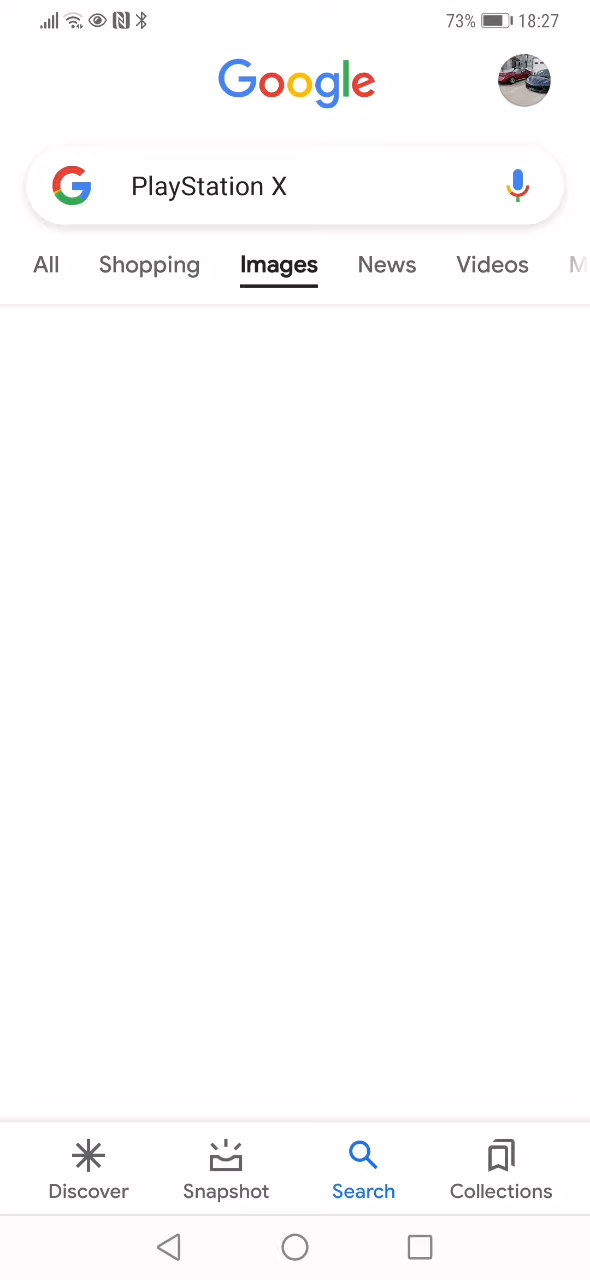 73% 18:27
Google
PlayStation X
All Shopping Images News Videos M
Discover Snapshot Search Collections